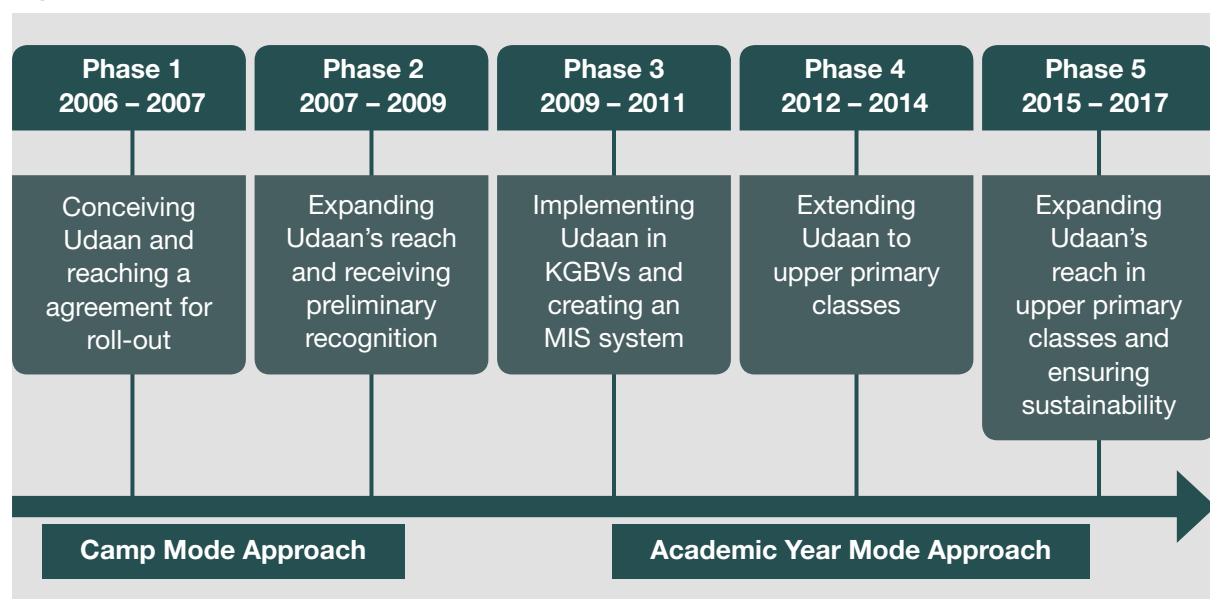 Phase 1
2006 – 2007
Conceiving
Udaan and
reaching a
agreement for
roll-out
Phase 2
2007 – 2009
Expanding
Udaan’s reach
and receiving
preliminary
recognition
Phase 3
2009 – 2011
Implementing
Udaan in
KGBVs and
creating an
MIS system
Phase 4
2012 – 2014
Extending
Udaan to
upper primary
classes
Phase 5
2015 – 2017
Expanding
Udaan’s
reach in
upper primary
classes and
ensuring
sustainability
Camp Mode Approach
Academic Year Mode Approach